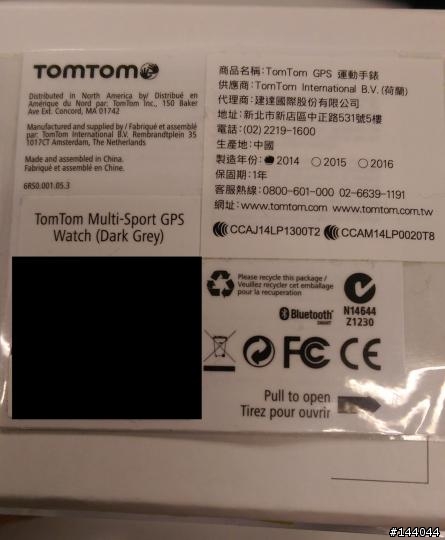 TOMTOM
Distributed in North America by/ Distribué en
Amérique du Nord par: TomTom Inc., 150 Baker
Ave Ext. Concord, MA 01742
Manufactured and supplied by / Fabriqué et assemblé
par: TomTom International B.V. Rembrandtplein 35
1017CT Amsterdam, The Netherlands
Made and assembled in China.
Fabriqué et assemblé en Chine.
6RS0.001.05.3
TomTom Multi-Sport GPS
Watch (Dark Grey)
商品名稱:TomTom GPS 運動手錶
供應商:TomTom International B.V.(荷蘭)
代理商:建達國際股份有限公司
地址:新北市新店區中正路531號5樓
電話:(02) 2219-1600
生產地:中國
製造年份:●2014 ○2015 ○2016
保固期:1年
客服熱線:0800-601-000 02-6639-1191
網址:www.tomtom.com www.tomtom.com.tw
CCAJ14LP1300T2 CCAM14LP0020T8
Please recycle this package /
Veuillez recycler cet emballage
pour la recuperation
Bluetooth
SMART
N14644
Z1230
FC CE
Pull to open
Tirez pour ouvrir
#144044